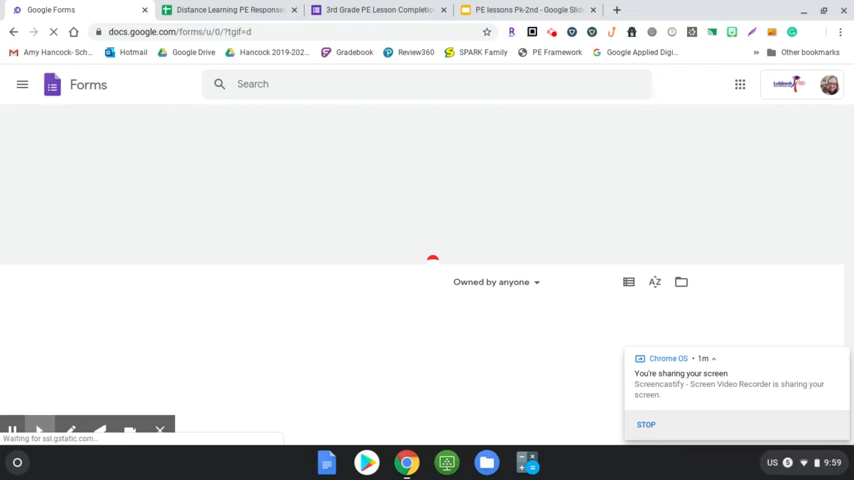 Google Forms
Distance Learning PE Response
3rd Grade PE Lesson Completio
PE lessons Pk-2nd - Google Slid
docs.google.com/forms/u/0/?tgif=d
Amy Hancock- Sch...
Hotmail
Google Drive
Hancock 2019-202...
Gradebook
Review360
SPARK Family
PE Framework
Google Applied Digi...
»
Other bookmarks
Forms
Search
Owned by anyone
AZ
Chrome OS • 1m
You're sharing your screen
Screencastify - Screen Video Recorder is sharing your
screen.
STOP
Waiting for ssl.gstatic.com...
US
9:59